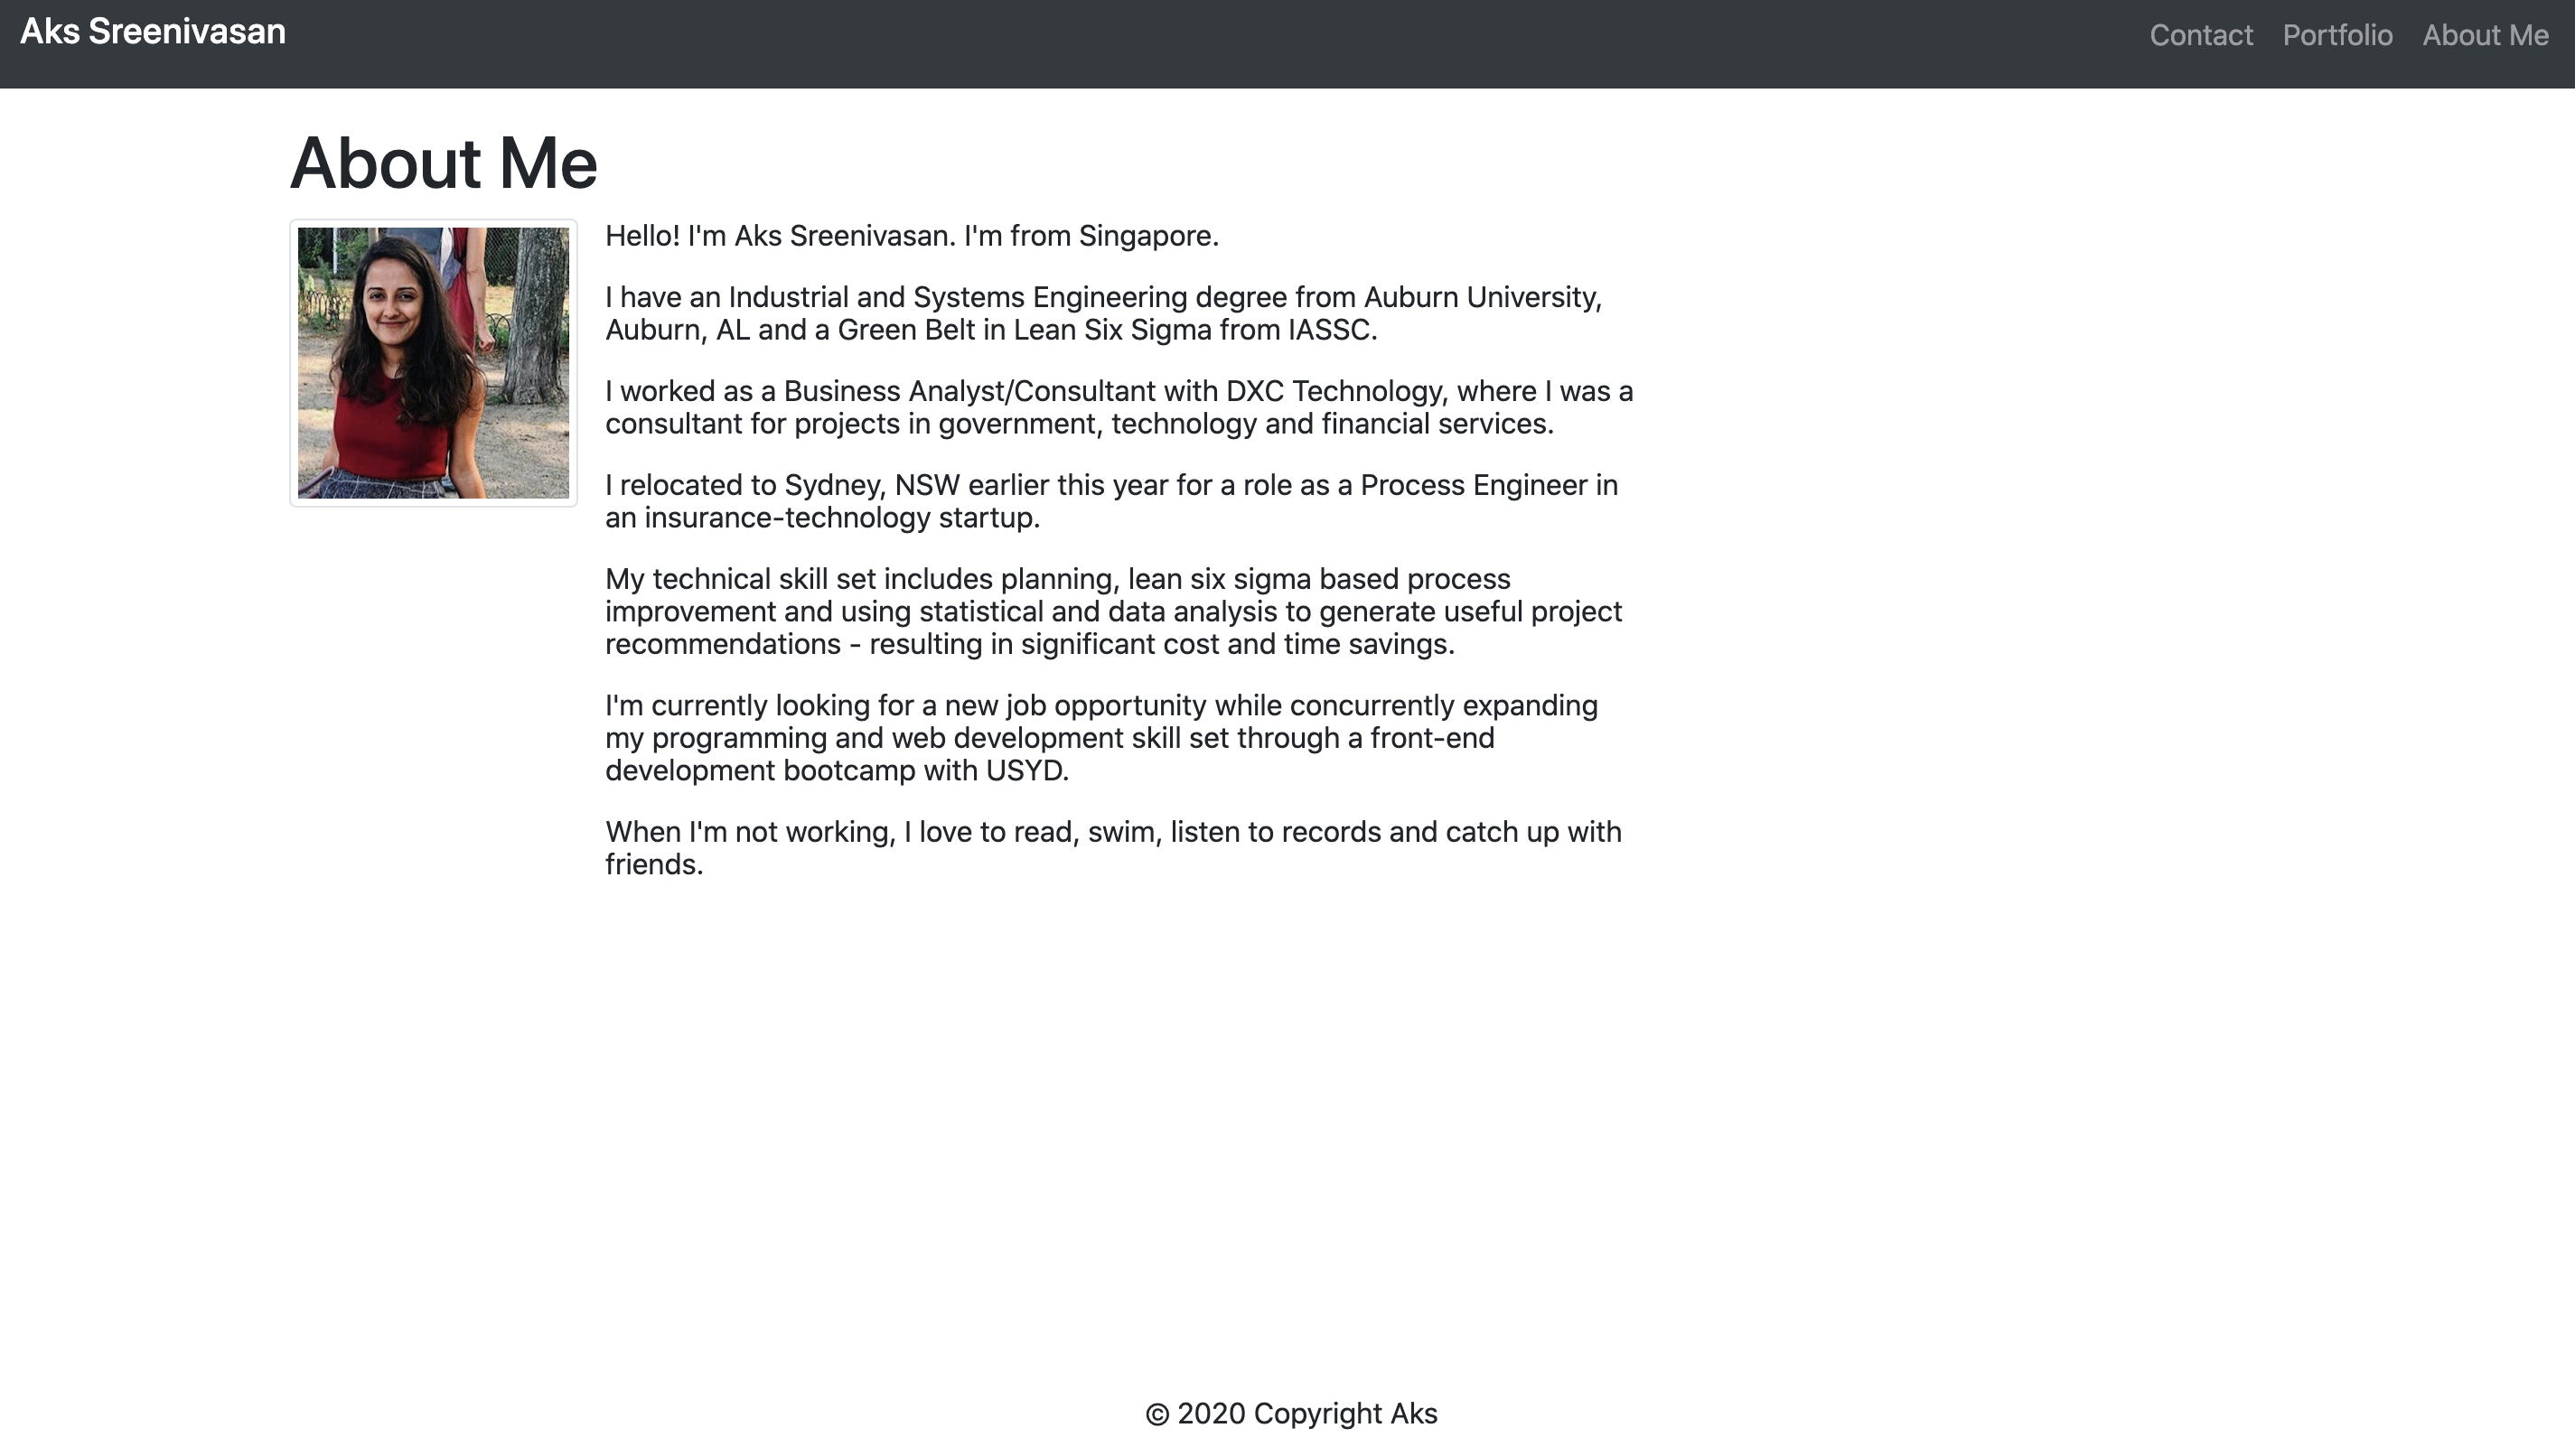 Aks Sreenivasan
Contact Portfolio About Me
About Me
Hello! I'm Aks Sreenivasan. I'm from Singapore.
I have an Industrial and Systems Engineering degree from Auburn University,
Auburn, AL and a Green Belt in Lean Six Sigma from IASSC.
I worked as a Business Analyst/Consultant with DXC Technology, where I was a
consultant for projects in government, technology and financial services.
I relocated to Sydney, NSW earlier this year for a role as a Process Engineer in
an insurance-technology startup.
My technical skill set includes planning, lean six sigma based process
improvement and using statistical and data analysis to generate useful project
recommendations - resulting in significant cost and time savings.
I'm currently looking for a new job opportunity while concurrently expanding
my programming and web development skill set through a front-end
development bootcamp with USYD.
When I'm not working, I love to read, swim, listen to records and catch up with
friends.
© 2020 Copyright Aks